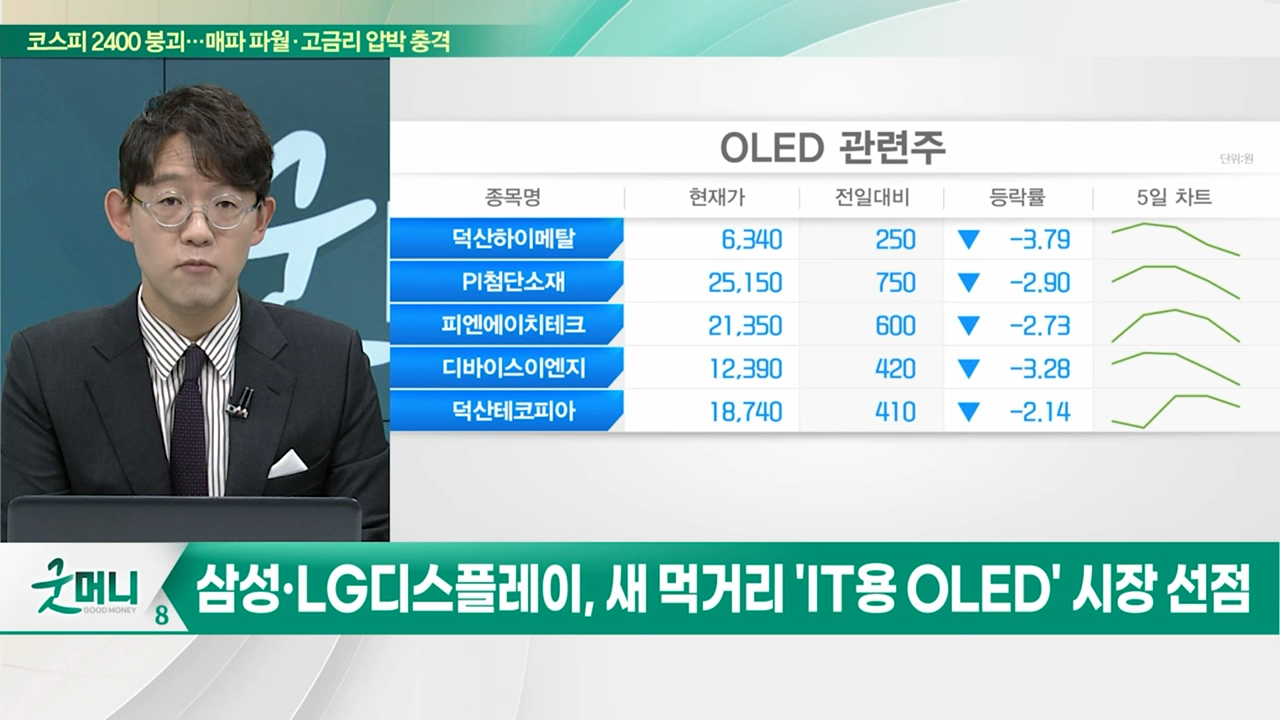 코스피 2400 붕괴…매파 파월·고금리 압박 충격
OLED 관련주
단위:원
종목명 현재가 전일대비 등락률 5일 차트
덕산하이메탈 6,340 250 ▼ -3.79
PI첨단소재 25,150 750 ▼ -2.90
피엔에이치테크 21,350 600 ▼ -2.73
디바이스이엔지 12,390 420 ▼ -3.28
덕산테코피아 18,740 410 ▼ -2.14
굿머니
GOOD MONEY
8
삼성·LG디스플레이, 새 먹거리 'IT용 OLED' 시장 선점